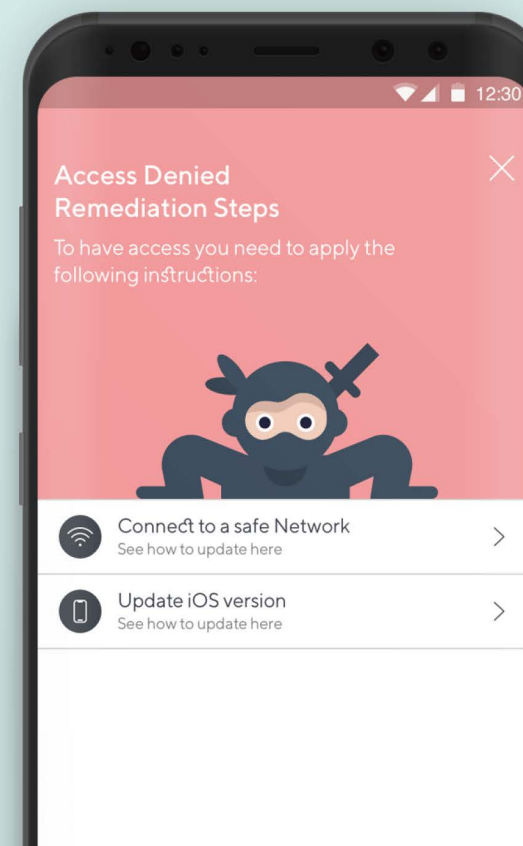 12:30
Access Denied
Remediation Steps
To have access you need to apply the
following instructions:
Connect to a safe Network
See how to update here
Update iOS version
See how to update here